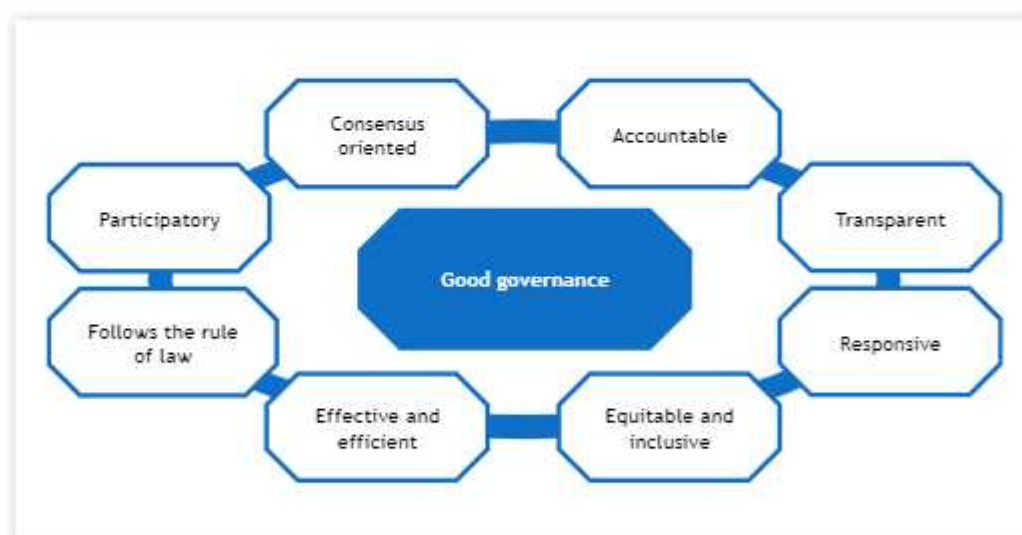 Consensus
oriented
Accountable
Participatory
Transparent
Good governance
Follows the rule
of law
Responsive
Effective and
efficient
Equitable and
inclusive